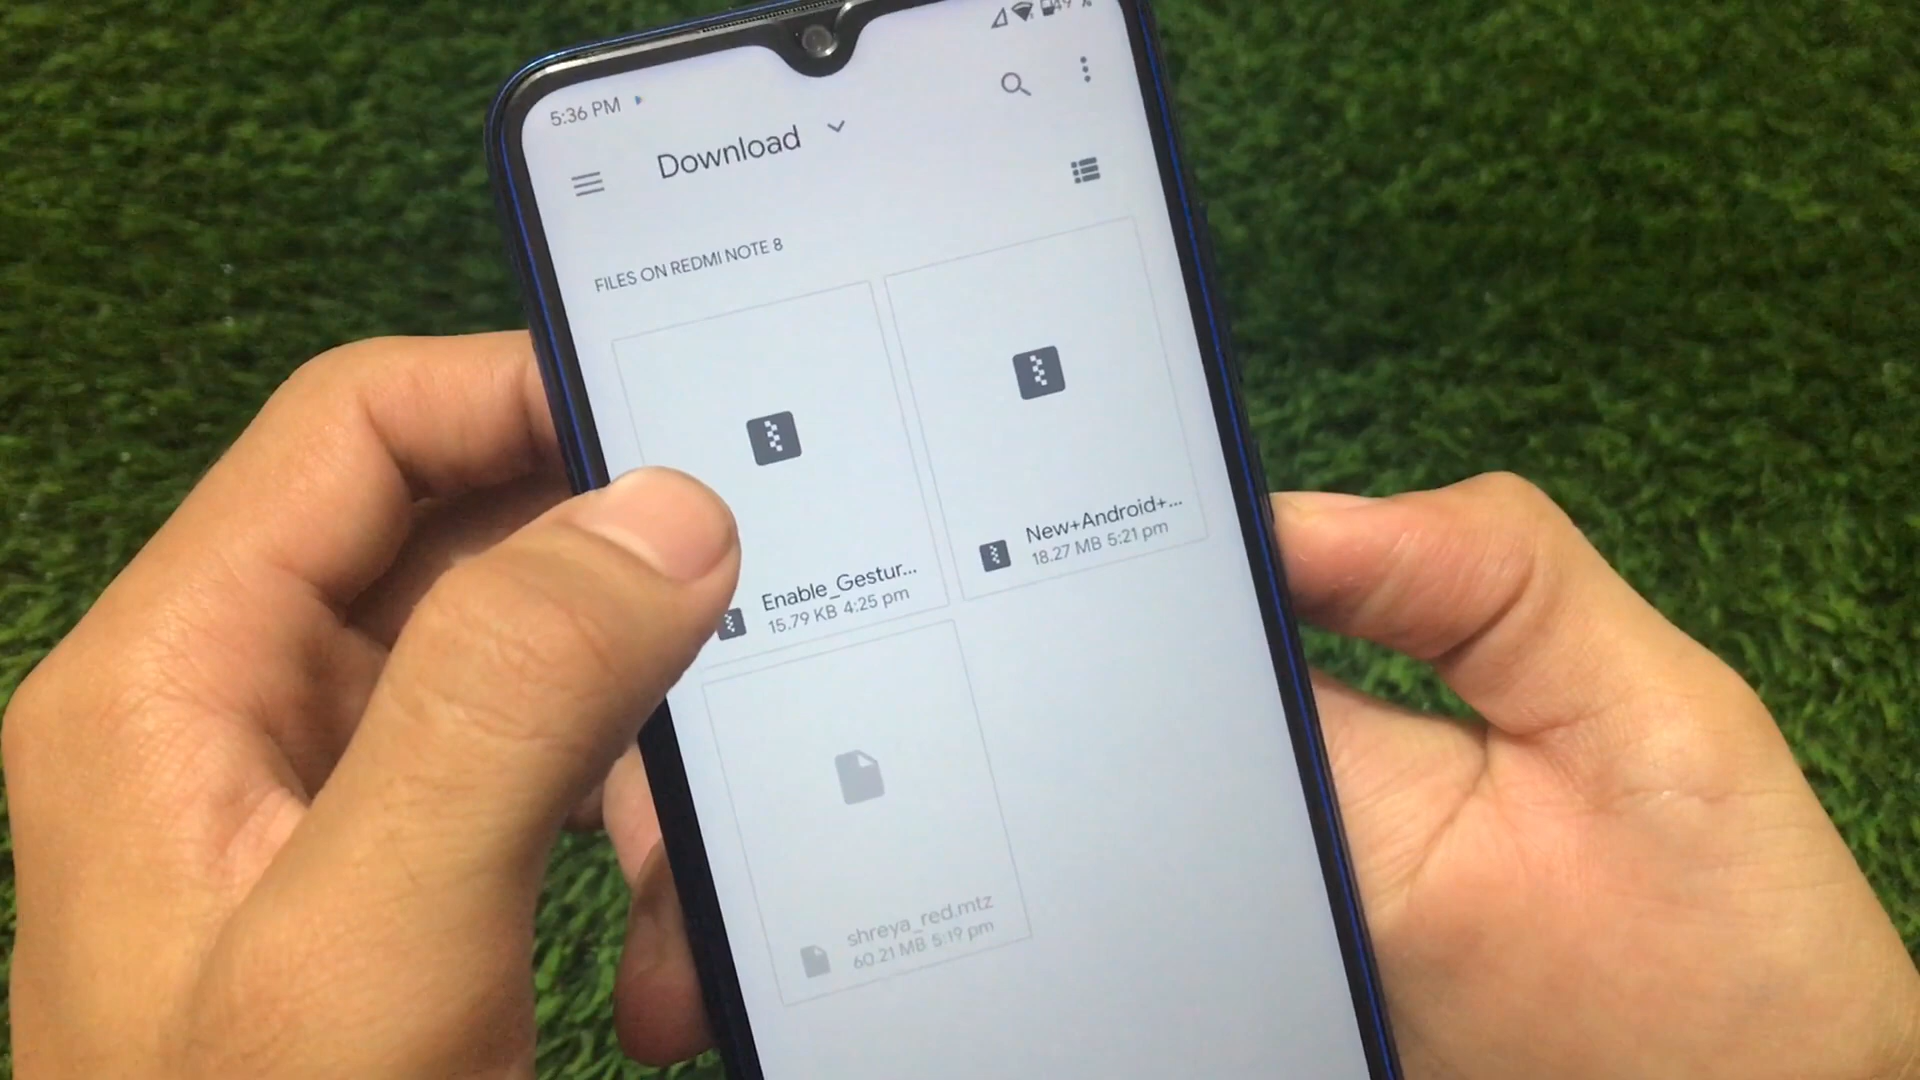 5:36 PM
49 %
Download
FILES ON REDMI NOTE 8
Enable_Gestur...
15.79 KB 4:25 pm
New+Android+...
18.27 MB 5:21 pm
shreya_red.mtz
60.21 MB 5:19 pm